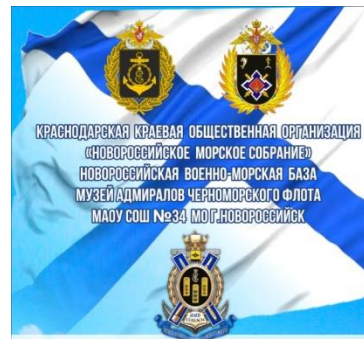 КРАСНОДАРСКАЯ КРАЕВАЯ ОБЩЕСТВЕННАЯ ОРГАНИЗАЦИЯ
«НОВОРОССИЙСКОЕ МОРСКОЕ СОБРАНИЕ»
НОВОРОССИЙСКАЯ ВОЕННО-МОРСКАЯ БАЗА
МУЗЕЙ АДМИРАЛОВ ЧЕРНОМОРСКОГО ФЛОТА
МАОУ СОШ №34 МО Г.НОВОРОССИЙСК